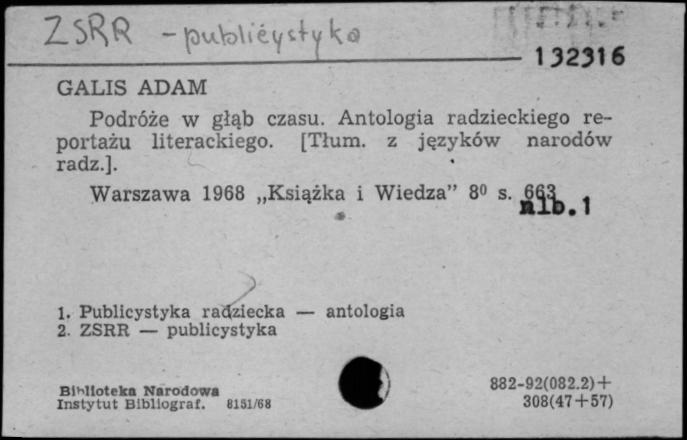 ZSRR - publicystyka
132316
GALIS ADAM
Podróże w głąb czasu. Antologia radzieckiego re-
portażu literackiego. [Tłum. z języków narodów
radz.].
Warszawa 1968 „Książka i Wiedza” 8⁰ s. 663
nlb. 1
1. Publicystyka radziecka — antologia
2. ZSRR — publicystyka
Biblioteka Narodowa
Instytut Bibliograf. 8151/68
882-92(082.2)+
308(47+57)